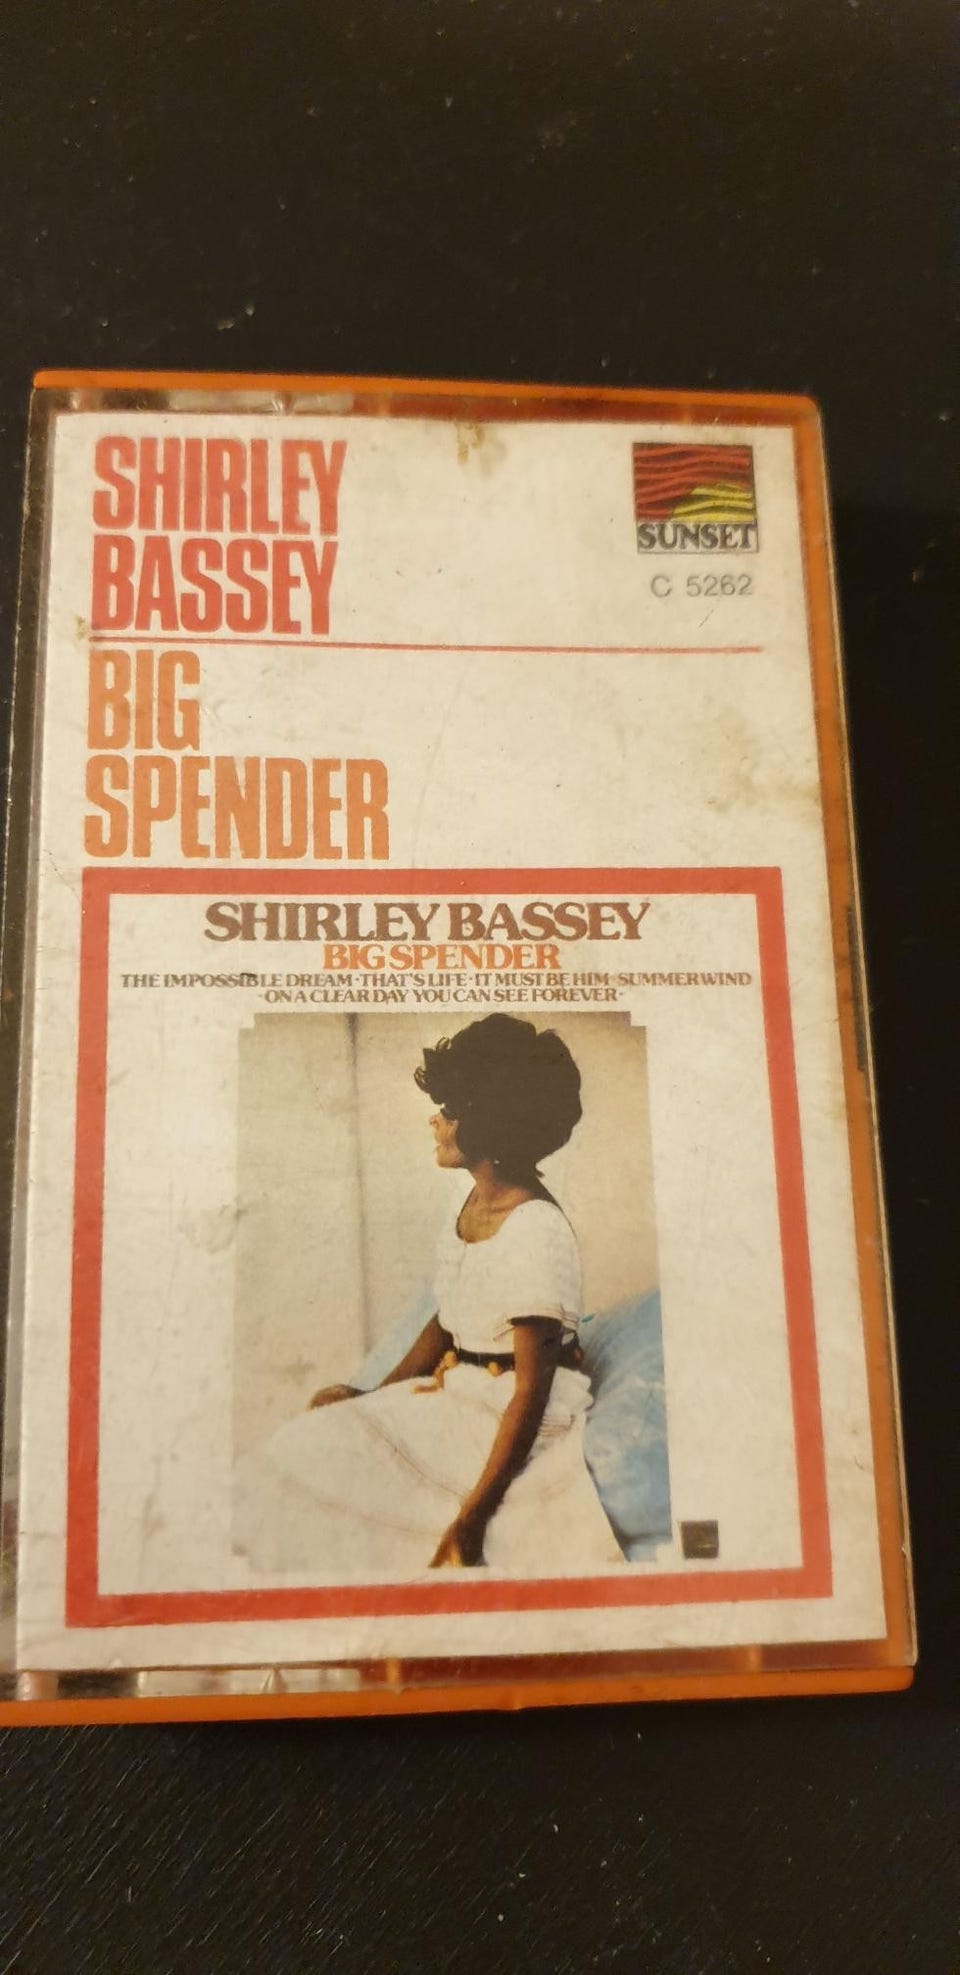 SHIRLEY
BASSEY
SUNSET
C 5262
BIG
SPENDER
SHIRLEY BASSEY
BIG SPENDER
THE IMPOSSIBLE DREAM · THAT'S LIFE · IT MUST BE HIM · SUMMERWIND
· ON A CLEAR DAY YOU CAN SEE FOREVER ·